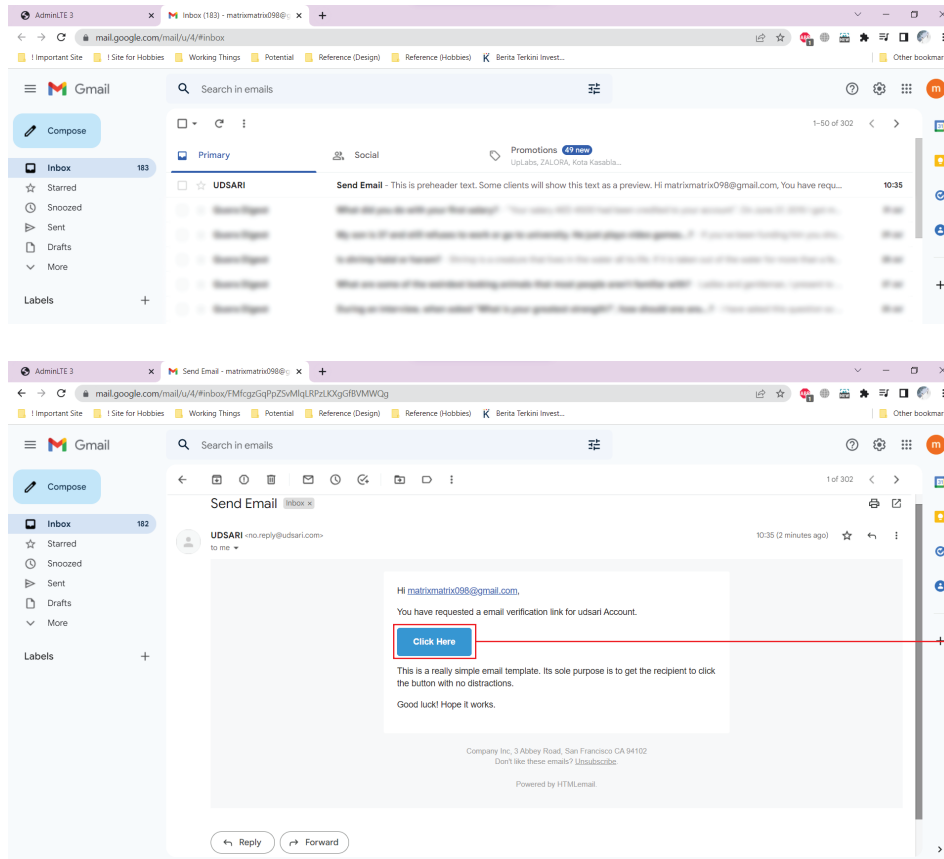 AdminLTE 3
Inbox (183) - matrixmatrix098@g
mail.google.com/mail/u/4/#inbox
! Important Site
! Site for Hobbies
Working Things
Potential
Reference (Design)
Reference (Hobbies)
Berita Terkini Invest...
Other bookmar
Gmail
Search in emails
m
Compose
1–50 of 302
Primary
Social
Promotions
49 new
UpLabs, ZALORA, Kota Kasabla...
Inbox 183
Starred
Snoozed
Sent
Drafts
More
Labels
UDSARI Send Email - This is preheader text. Some clients will show this text as a preview. Hi matrixmatrix098@gmail.com, You have requ... 10:35
AdminLTE 3
Send Email - matrixmatrix098@g
mail.google.com/mail/u/4/#inbox/FMfcgzGqPpZSvMlqLRPzLKXgGfBVMWQg
! Important Site
! Site for Hobbies
Working Things
Potential
Reference (Design)
Reference (Hobbies)
Berita Terkini Invest...
Other bookmar
Gmail
Search in emails
m
Compose
1 of 302
Inbox 182
Starred
Snoozed
Sent
Drafts
More
Labels
Send Email
Inbox ×
UDSARI <no.reply@udsari.com>
to me
10:35 (2 minutes ago)
Hi matrixmatrix098@gmail.com,
You have requested a email verification link for udsari Account.
Click Here
This is a really simple email template. Its sole purpose is to get the recipient to click
the button with no distractions.
Good luck! Hope it works.
Company Inc, 3 Abbey Road, San Francisco CA 94102
Don't like these emails? Unsubscribe.
Powered by HTMLemail.
Reply
Forward